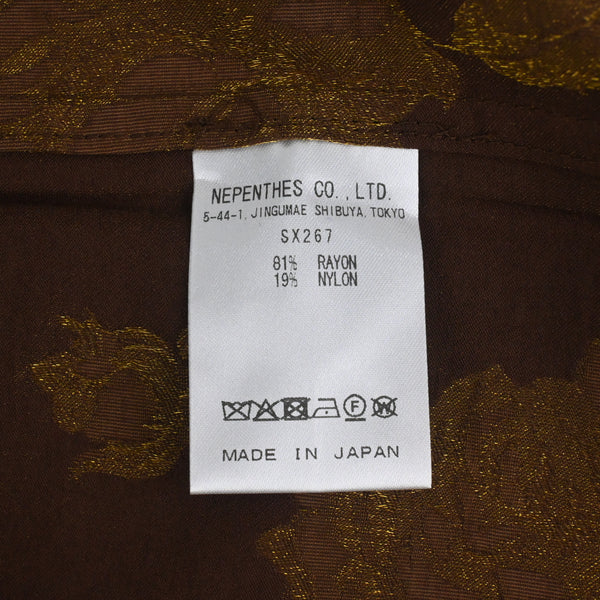 NEPENTHES CO.,LTD.
5-44-1, JINGUMAE SHIBUYA, TOKYO
SX267
81% RAYON
19% NYLON
F W
MADE IN JAPAN